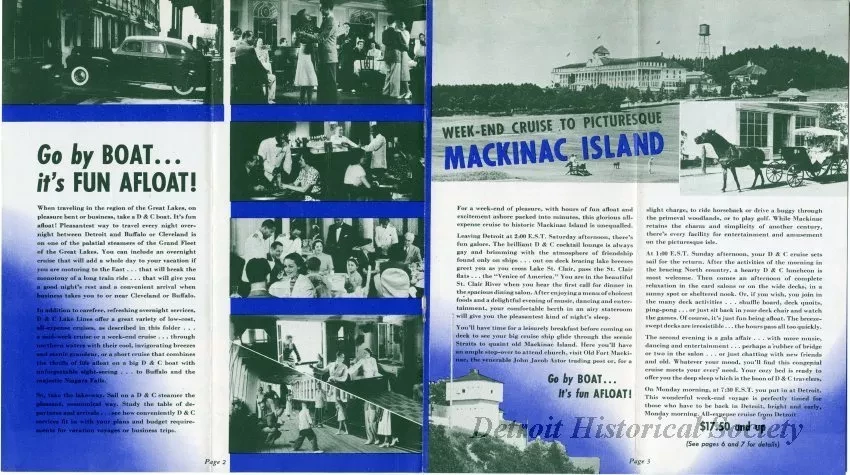 Go by BOAT...
it's FUN AFLOAT!
When traveling in the region of the Great Lakes, on
pleasure bent or business, take a D & C boat. It's fun
afloat! Pleasantest way to travel every night over-
night between Detroit and Buffalo or Cleveland is
on one of the palatial steamers of the Grand Fleet
of the Great Lakes. You can include an overnight
cruise that will add a whole day to your vacation if
you are motoring to the East . . . that will break the
monotony of a long train ride . . . that will give you
a good night's rest and a convenient arrival when
business takes you to or near Cleveland or Buffalo.
In addition to carefree, refreshing overnight services,
D & C Lake Lines offer a great variety of low-cost,
all-expense cruises, as described in this folder . . .
a mid-week cruise or a week-end cruise . . . through
northern waters with their cool, invigorating breezes
and scenic grandeur, or a short cruise that combines
the thrills of life afloat on a big D & C boat with
unforgettable sight-seeing . . . to Buffalo and the
majestic Niagara Falls.
So, take the lakeway. Sail on a D & C steamer the
pleasant, economical way. Study the table of de-
partures and arrivals . . . see how conveniently D & C
services fit in with your plans and budget require-
ments for vacation voyages or business trips.
Page 2
WEEK-END CRUISE TO PICTURESQUE
MACKINAC ISLAND
For a week-end of pleasure, with hours of fun afloat and
excitement ashore packed into minutes, this glorious all-
expense cruise to historic Mackinac Island is unequalled.
Leaving Detroit at 2:00 E.S.T. Saturday afternoon, there's
fun galore. The brilliant D & C cocktail lounge is always
gay and brimming with the atmosphere of friendship
found only on ships . . . out on deck bracing lake breezes
greet you as you cross Lake St. Clair, pass the St. Clair
flats . . . the "Venice of America." You are in the beautiful
St. Clair River when you hear the first call for dinner in
the spacious dining salon. After enjoying a menu of choicest
foods and a delightful evening of music, dancing and enter-
tainment, your comfortable berth in an airy stateroom
will give you the pleasantest kind of night's sleep.
You'll have time for a leisurely breakfast before coming on
deck to see your big cruise ship glide through the scenic
Straits to quaint old Mackinac Island. Here you'll have
an ample stop-over to attend church, visit Old Fort Macki-
nac, the venerable John Jacob Astor trading post or, for a
Go by BOAT...
It's fun AFLOAT!
slight charge, to ride horseback or drive a buggy through
the primeval woodlands, or to play golf. While Mackinac
retains the charm and simplicity of another century,
there's every facility for entertainment and amusement
on the picturesque isle.
At 1:00 E.S.T. Sunday afternoon, your D & C cruise sets
sail for the return. After the activities of the morning in
the bracing North country, a hearty D & C luncheon is
most welcome. Then comes an afternoon of complete
relaxation in the card salons or on the wide decks, in a
sunny spot or sheltered nook. Or, if you wish, you join in
the many deck activities . . . shuffle board, deck quoits,
ping-pong . . . or just sit back in your deck chair and watch
the games. Of course, it's just fun being afloat. The breeze-
swept decks are irresistible . . . the hours pass all too quickly.
The second evening is a gala affair . . . with more music,
dancing and entertainment . . . perhaps a rubber of bridge
or two in the salon . . . or just chatting with new friends
and old. Whatever your mood, you'll find this congenial
cruise meets your every need. Your cozy bed is ready to
offer you the deep sleep which is the boon of D & C travelers.
On Monday morning, at 7:30 E.S.T. you put in at Detroit.
This wonderful week-end voyage is perfectly timed for
those who have to be back in Detroit, bright and early,
Monday morning. All-expense cruise from Detroit
$17.50 and up
(See pages 6 and 7 for details)
Page 3
Detroit Historical Society